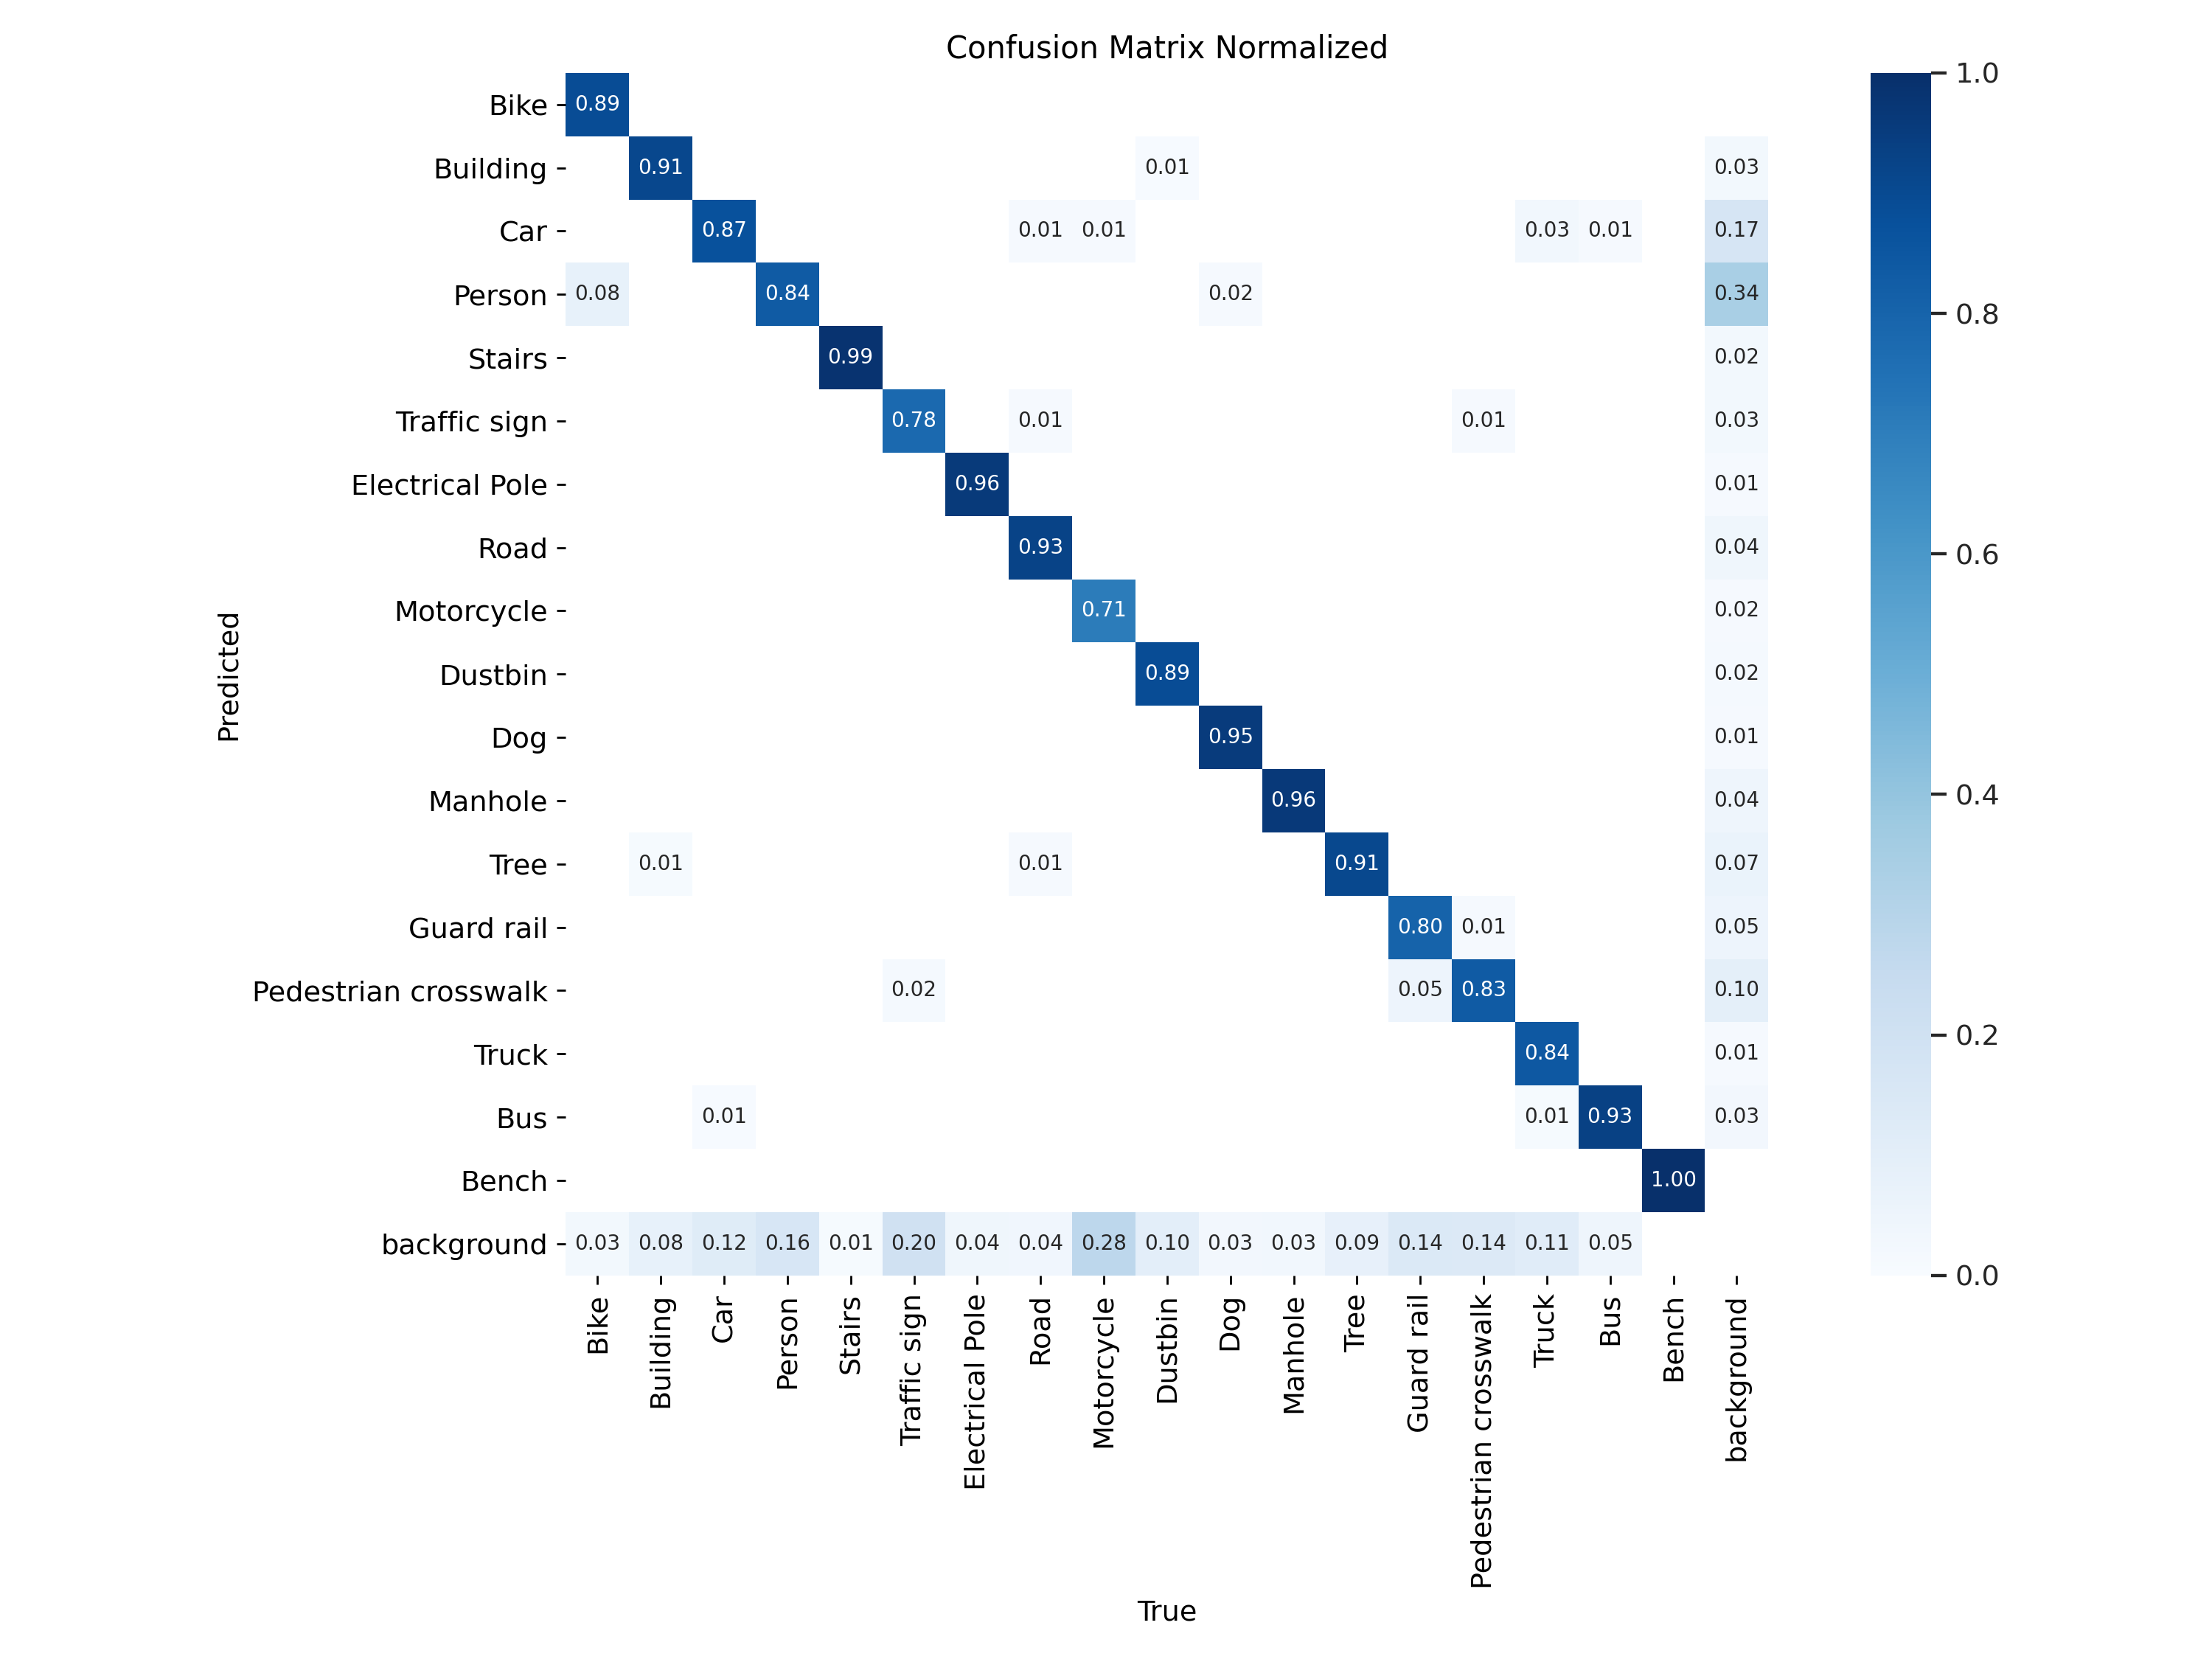 Confusion Matrix Normalized
Bike 0.89
Building 0.91 0.01 0.03
Car 0.87 0.01 0.01 0.03 0.01 0.17
Person 0.08 0.84 0.02 0.34
Stairs 0.99 0.02
Traffic sign 0.78 0.01 0.01 0.03
Electrical Pole 0.96 0.01
Road 0.93 0.04
Motorcycle 0.71 0.02
Dustbin 0.89 0.02
Dog 0.95 0.01
Manhole 0.96 0.04
Tree 0.01 0.01 0.91 0.07
Guard rail 0.80 0.01 0.05
Pedestrian crosswalk 0.02 0.05 0.83 0.10
Truck 0.84 0.01
Bus 0.01 0.01 0.93 0.03
Bench 1.00
background 0.03 0.08 0.12 0.16 0.01 0.20 0.04 0.04 0.28 0.10 0.03 0.03 0.09 0.14 0.14 0.11 0.05
Predicted
Bike
Building
Car
Person
Stairs
Traffic sign
Electrical Pole
Road
Motorcycle
Dustbin
Dog
Manhole
Tree
Guard rail
Pedestrian crosswalk
Truck
Bus
Bench
background
True
1.0
0.8
0.6
0.4
0.2
0.0